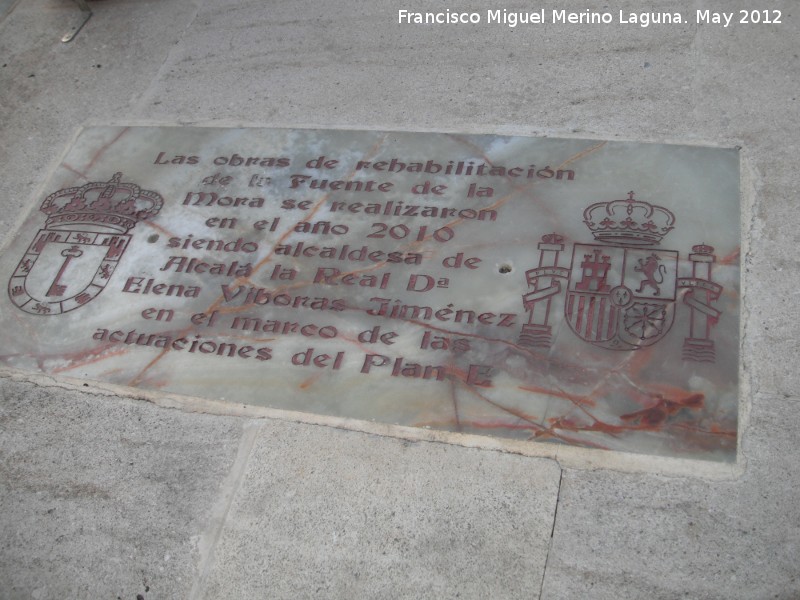 Francisco Miguel Merino Laguna. May 2012
Las obras de rehabilitación
de la Fuente de la
Mora se realizaron
en el año 2010
siendo alcaldesa de
Alcalá la Real Dª
Elena Víboras Jiménez
en el marco de las
actuaciones del Plan E